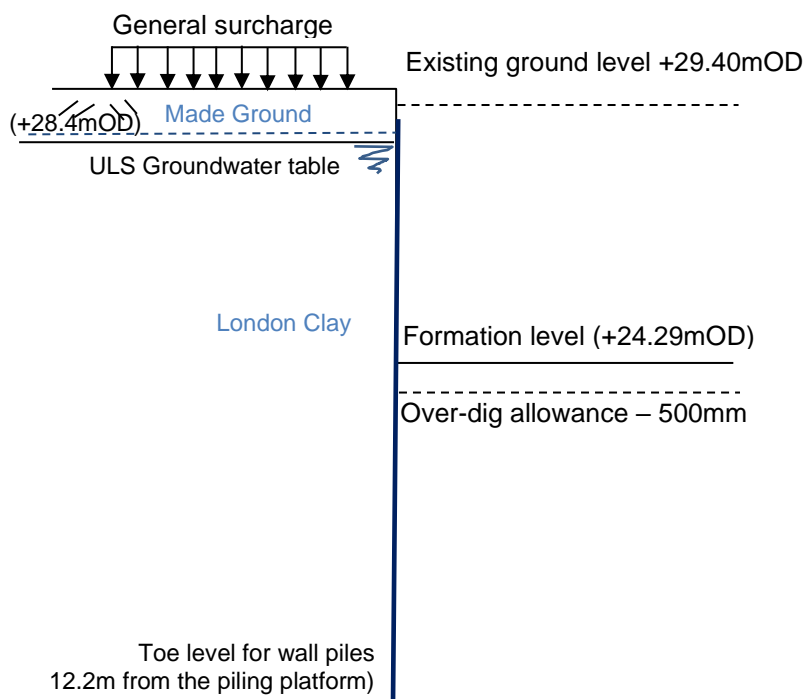 General surcharge
Existing ground level +29.40mOD
Made Ground
(+28.4mOD)
ULS Groundwater table
London Clay
Formation level (+24.29mOD)
Over-dig allowance – 500mm
Toe level for wall piles
12.2m from the piling platform)